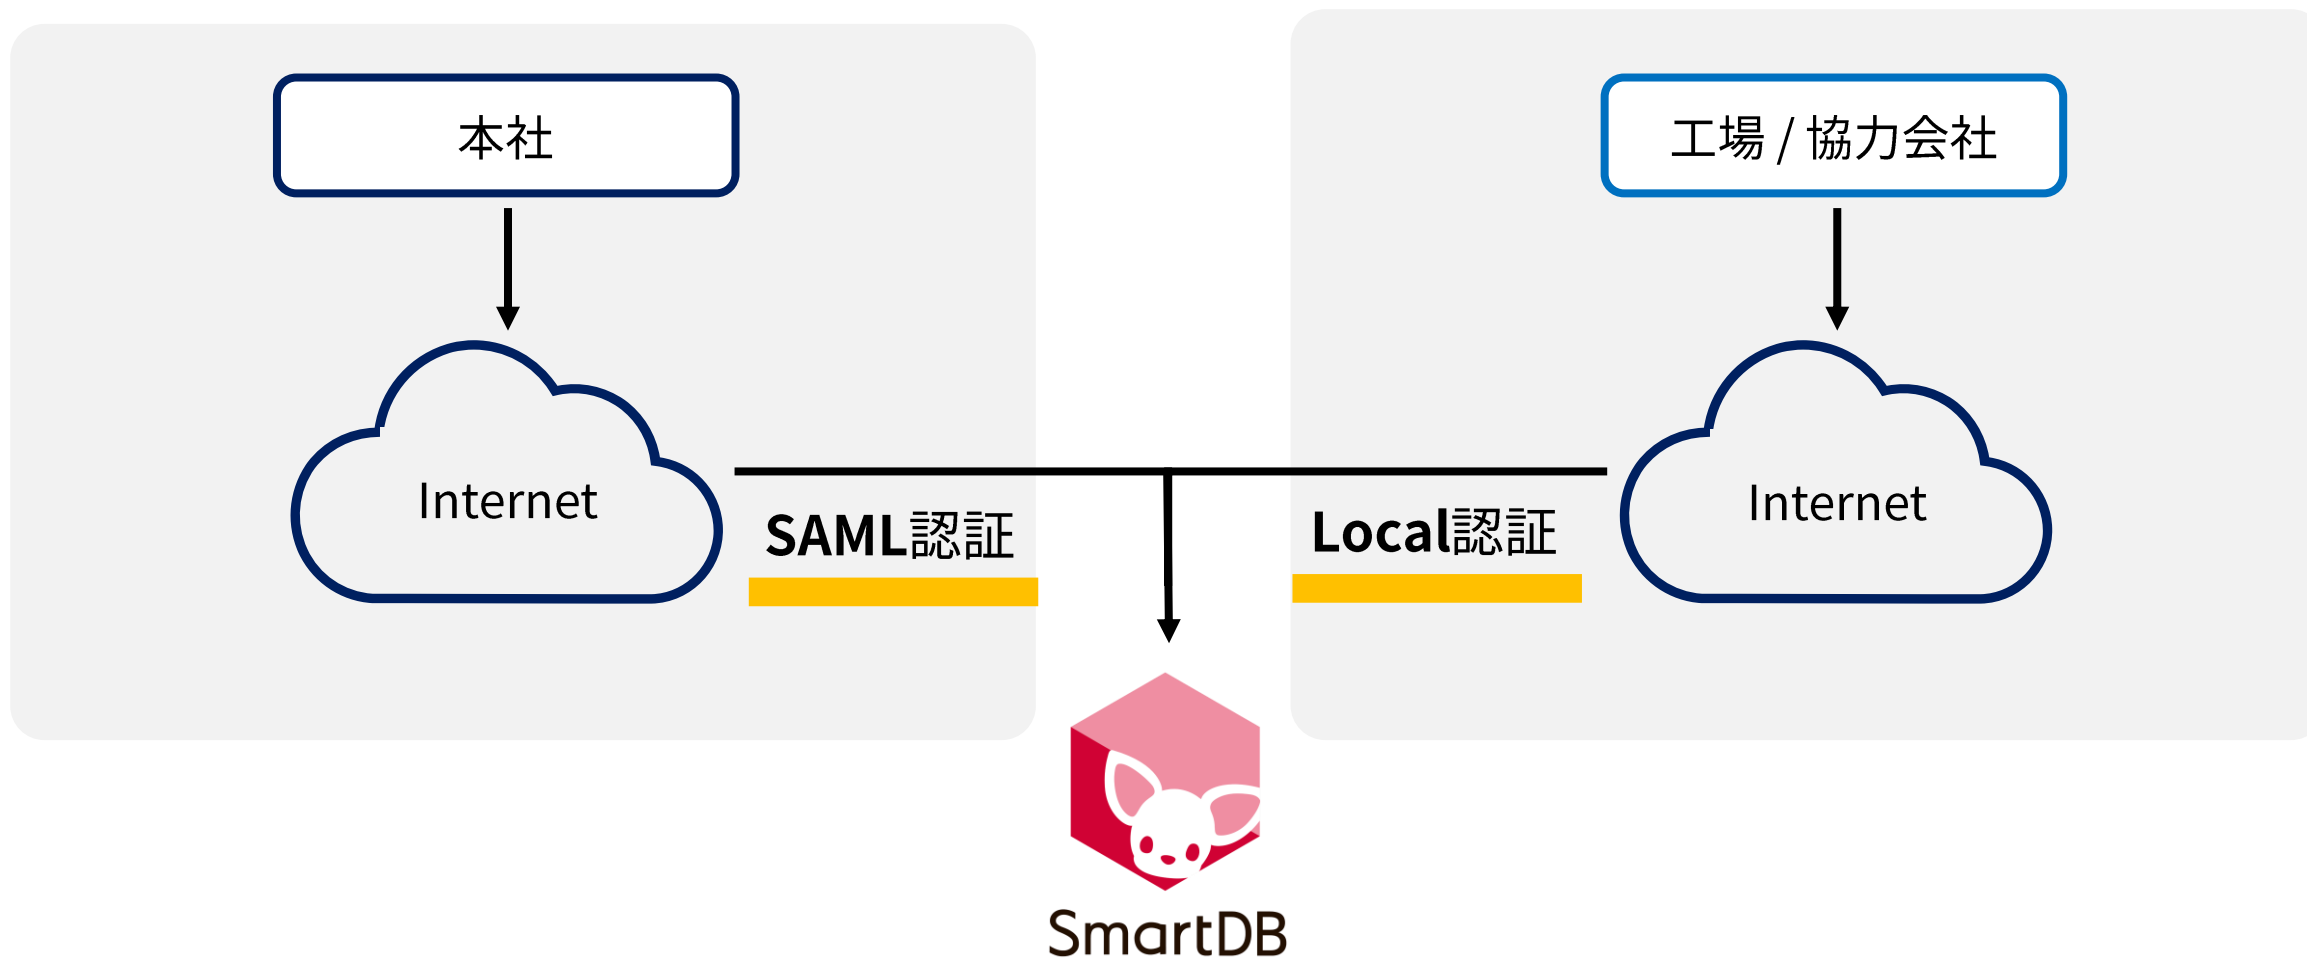 本社
工場 / 協力会社
Internet
Internet
SAML認証
Local認証
SmartDB